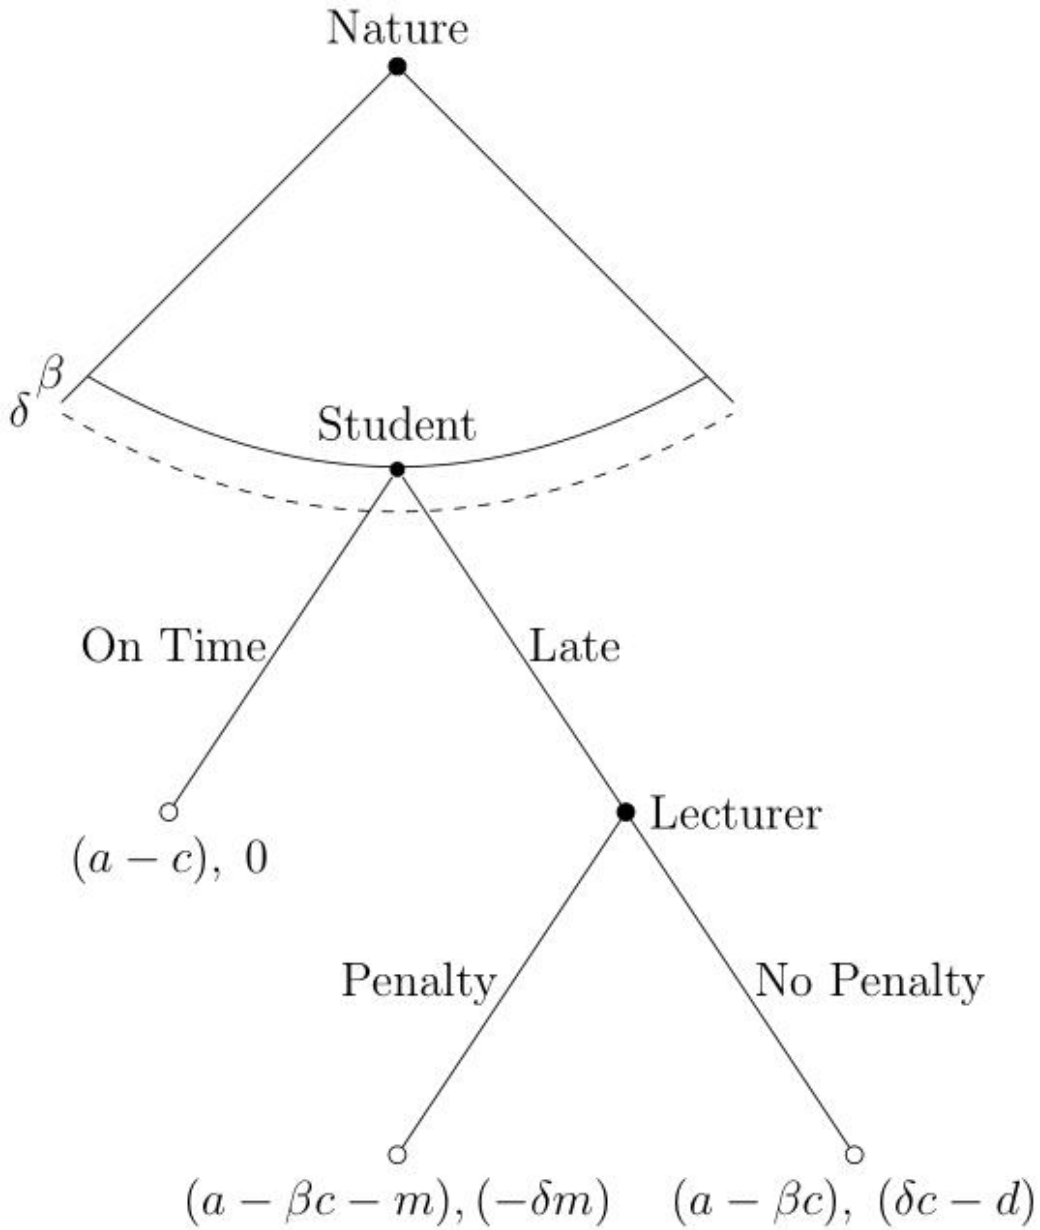 Nature
β
δ
Student
On Time
Late
Lecturer
(a − c), 0
Penalty
No Penalty
(a − βc − m), (−δm)
(a − βc), (δc − d)